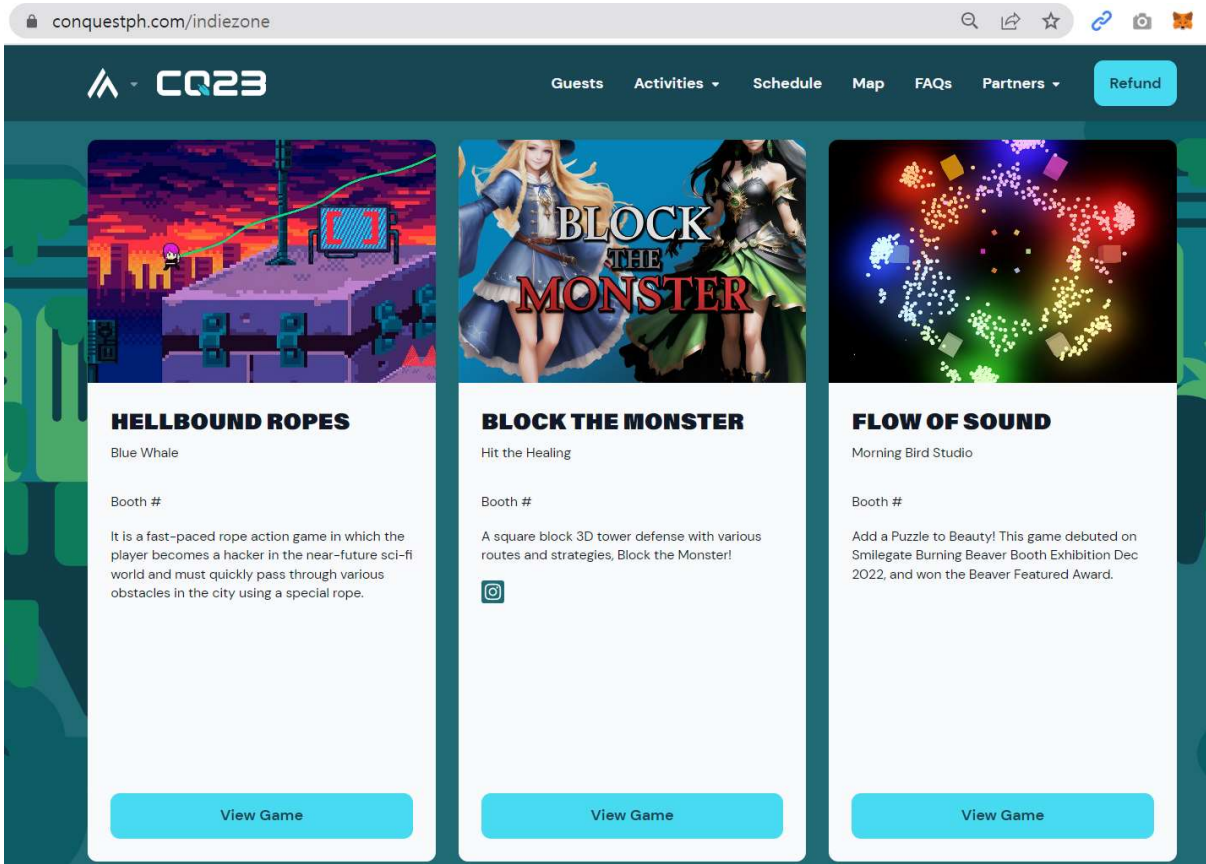 conquestph.com/indiezone
CQ23
Guests
Activities
Schedule
Map
FAQs
Partners
Refund
BLOCK
THE
MONSTER
HELLBOUND ROPES
Blue Whale
Booth #
It is a fast-paced rope action game in which the
player becomes a hacker in the near-future sci-fi
world and must quickly pass through various
obstacles in the city using a special rope.
View Game
BLOCK THE MONSTER
Hit the Healing
Booth #
A square block 3D tower defense with various
routes and strategies, Block the Monster!
View Game
FLOW OF SOUND
Morning Bird Studio
Booth #
Add a Puzzle to Beauty! This game debuted on
Smilegate Burning Beaver Booth Exhibition Dec
2022, and won the Beaver Featured Award.
View Game